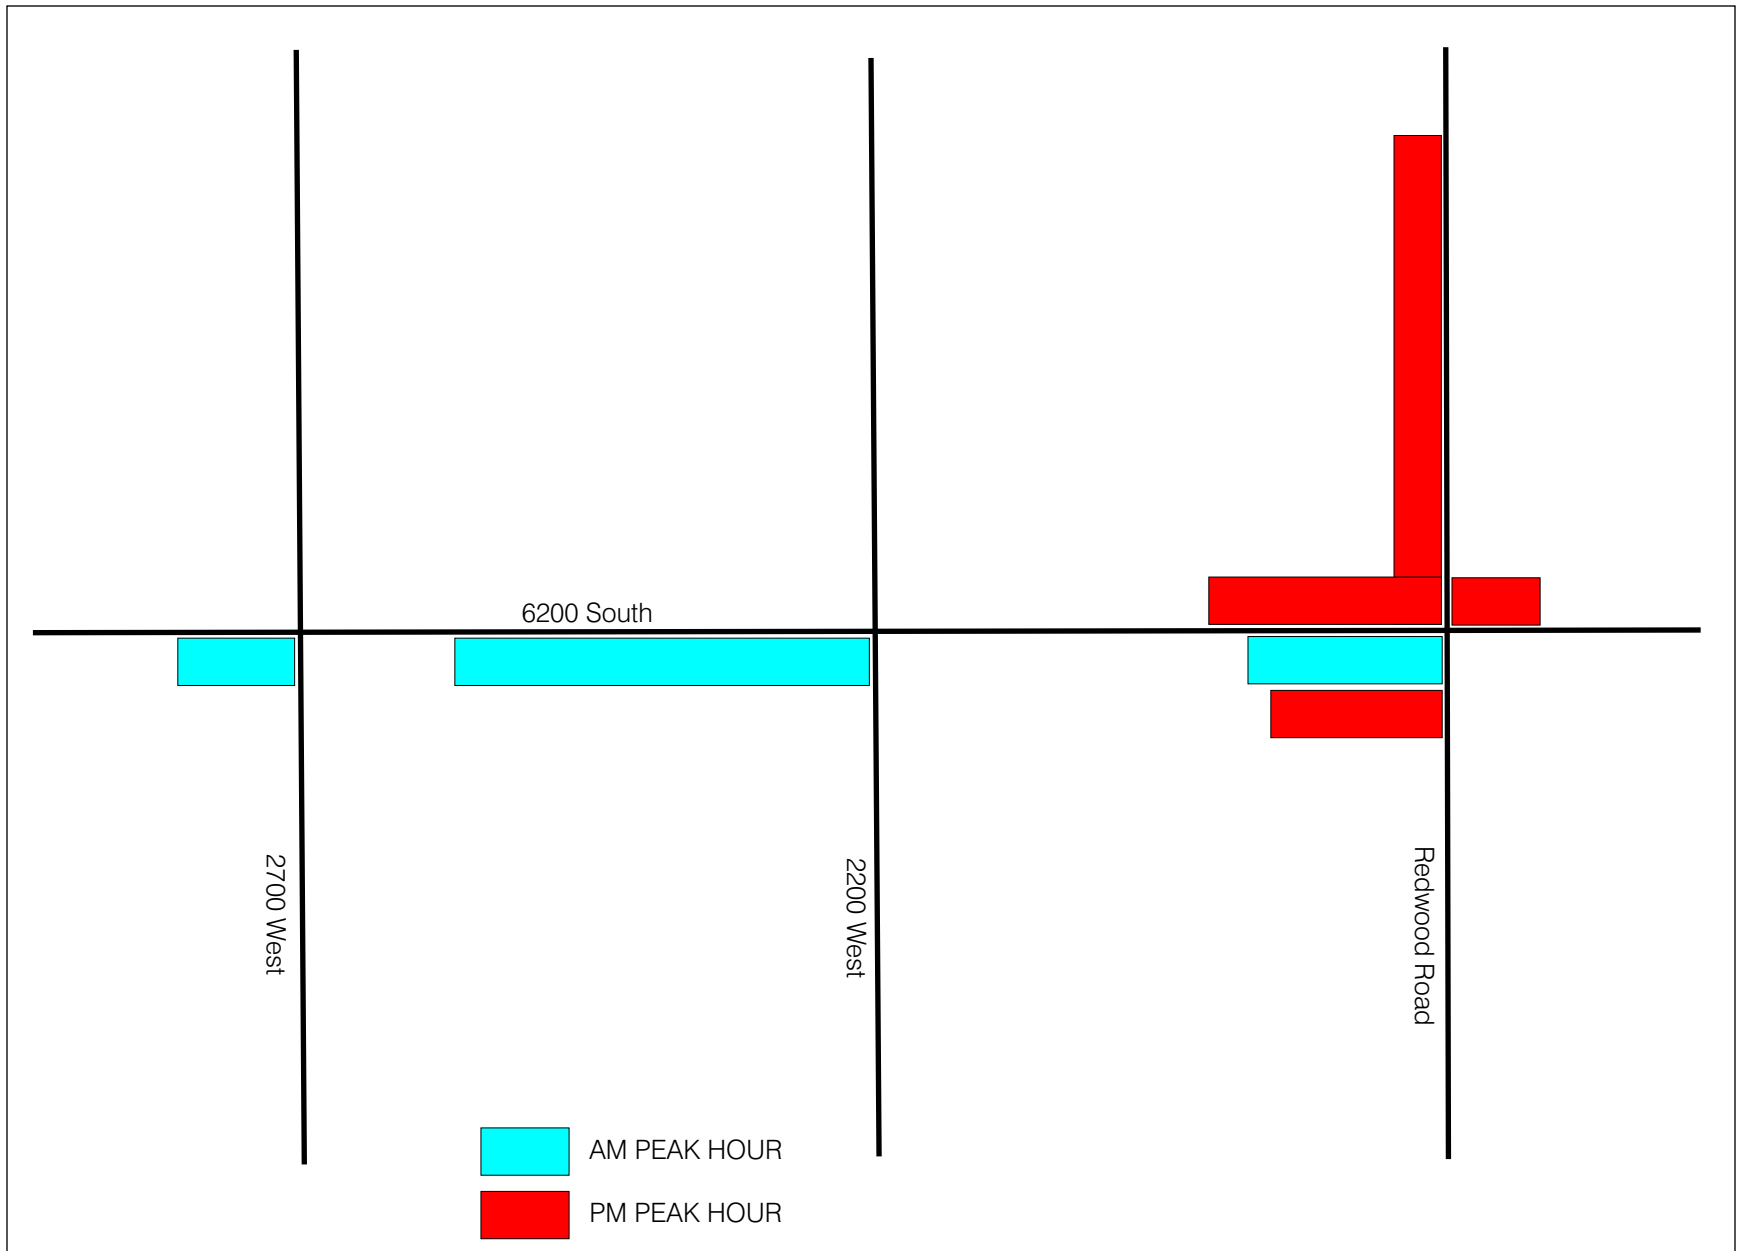 6200 South
2700 West
2200 West
Redwood Road
AM PEAK HOUR
PM PEAK HOUR